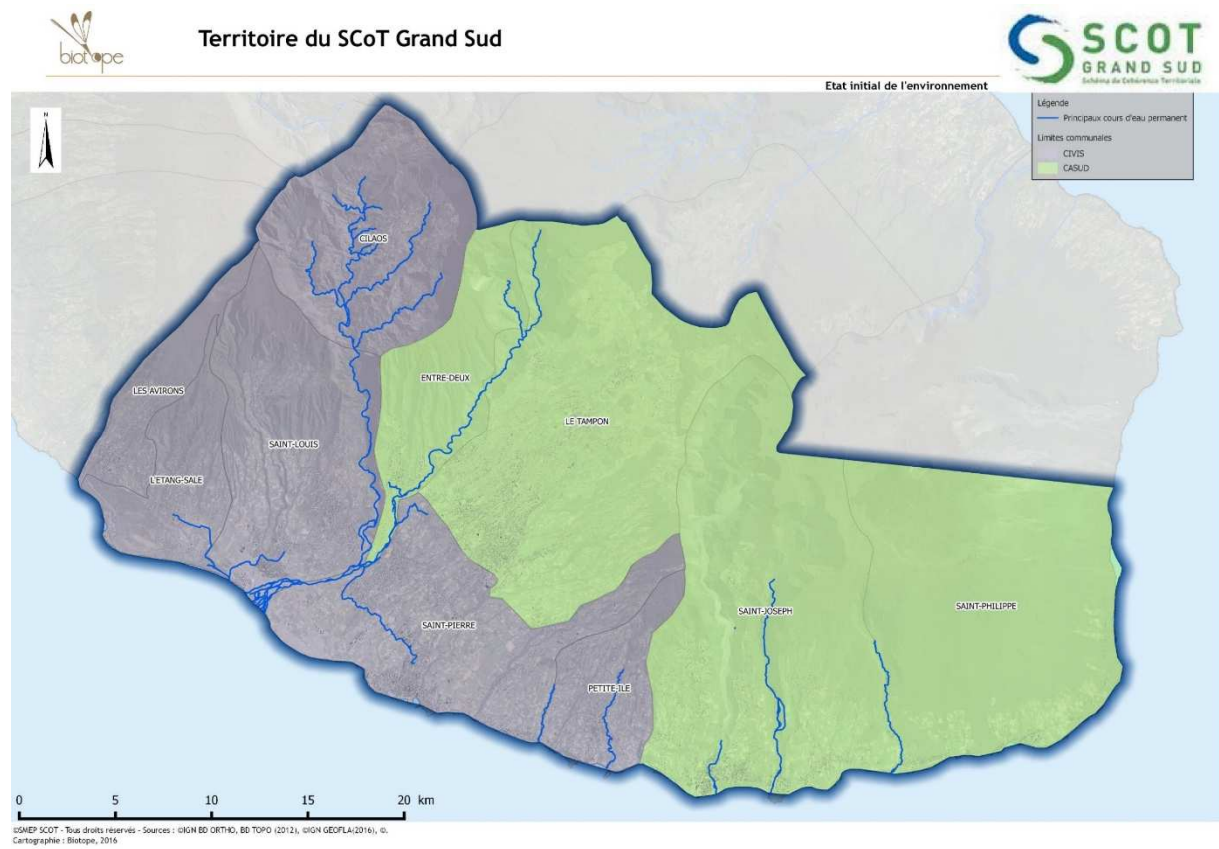 biotope
Territoire du SCoT Grand Sud
SCOT
GRAND SUD
Schéma de Cohérence Territoriale
Etat initial de l'environnement
N
Légende
Principaux cours d'eau permanent
Limites communales
CIVIS
CASUD
CILAOS
LES AVIRONS
ENTRE-DEUX
LE TAMPON
SAINT-LOUIS
L'ETANG-SALE
SAINT-PIERRE
SAINT-JOSEPH
SAINT-PHILIPPE
PETITE-ILE
0 5 10 15 20 km
©SMEP SCOT - Tous droits réservés - Sources : ©IGN BD ORTHO, BD TOPO (2012), ©IGN GEOFLA(2016), ©.
Cartographie : Biotope, 2016